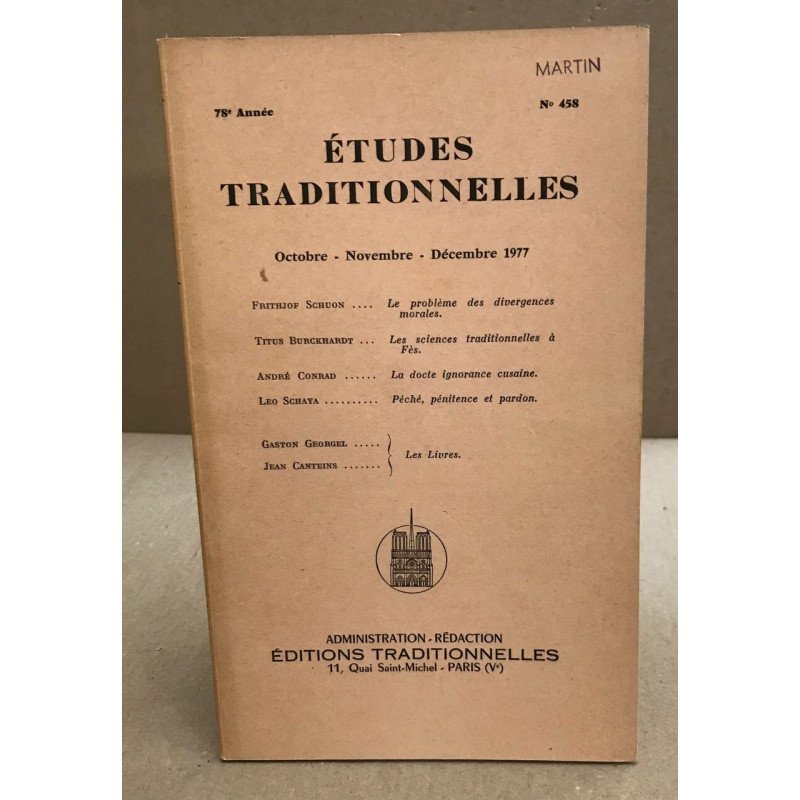 MARTIN
78e Année No 458
ÉTUDES
TRADITIONNELLES
Octobre - Novembre - Décembre 1977
FRITHJOF SCHUON .... Le problème des divergences
morales.
TITUS BURCKHARDT ... Les sciences traditionnelles à
Fès.
ANDRÉ CONRAD ...... La docte ignorance cusaine.
LEO SCHAYA .......... Péché, pénitence et pardon.
GASTON GEORGEL .....
Les Livres.
JEAN CANTEINS .......
ADMINISTRATION - RÉDACTION
ÉDITIONS TRADITIONNELLES
11, Quai Saint-Michel - PARIS (Ve)